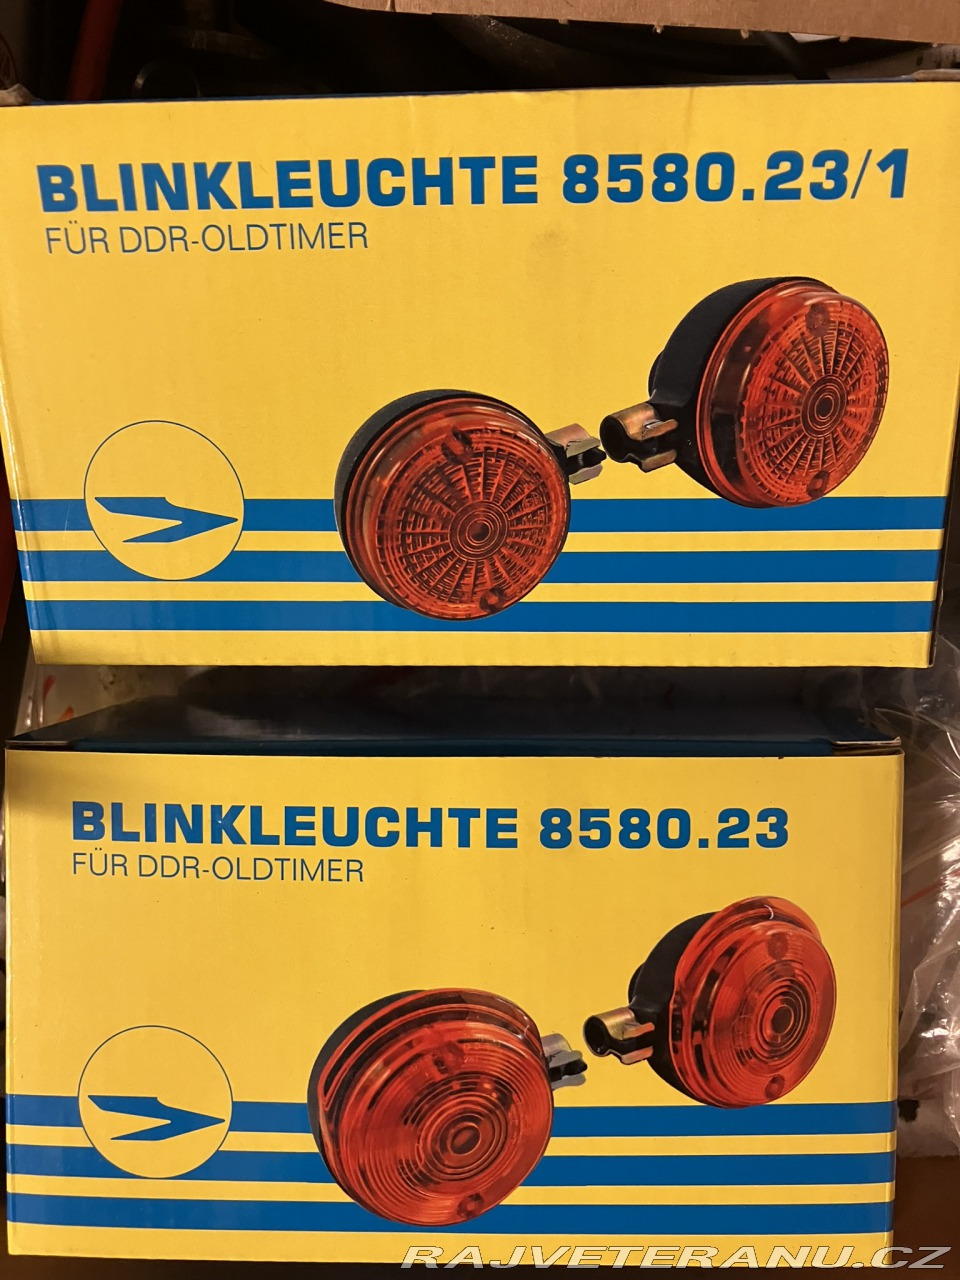 BLINKLEUCHTE 8580.23/1
FÜR DDR-OLDTIMER
BLINKLEUCHTE 8580.23
FÜR DDR-OLDTIMER
RAJVETERANU.CZ